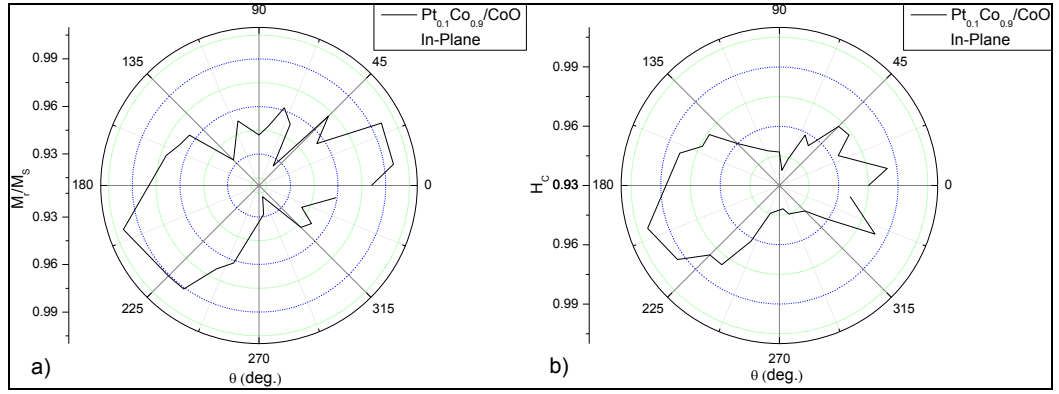 90
Pt0.1Co0.9/CoO
In-Plane
0.99
135
45
0.96
0.93
Mr/MS
180
0
0.93
0.96
225
315
0.99
270
a)
θ (deg.)
90
Pt0.1Co0.9/CoO
In-Plane
0.99
135
45
0.96
HC
0.93
180
0
0.96
225
315
0.99
270
b)
θ (deg.)